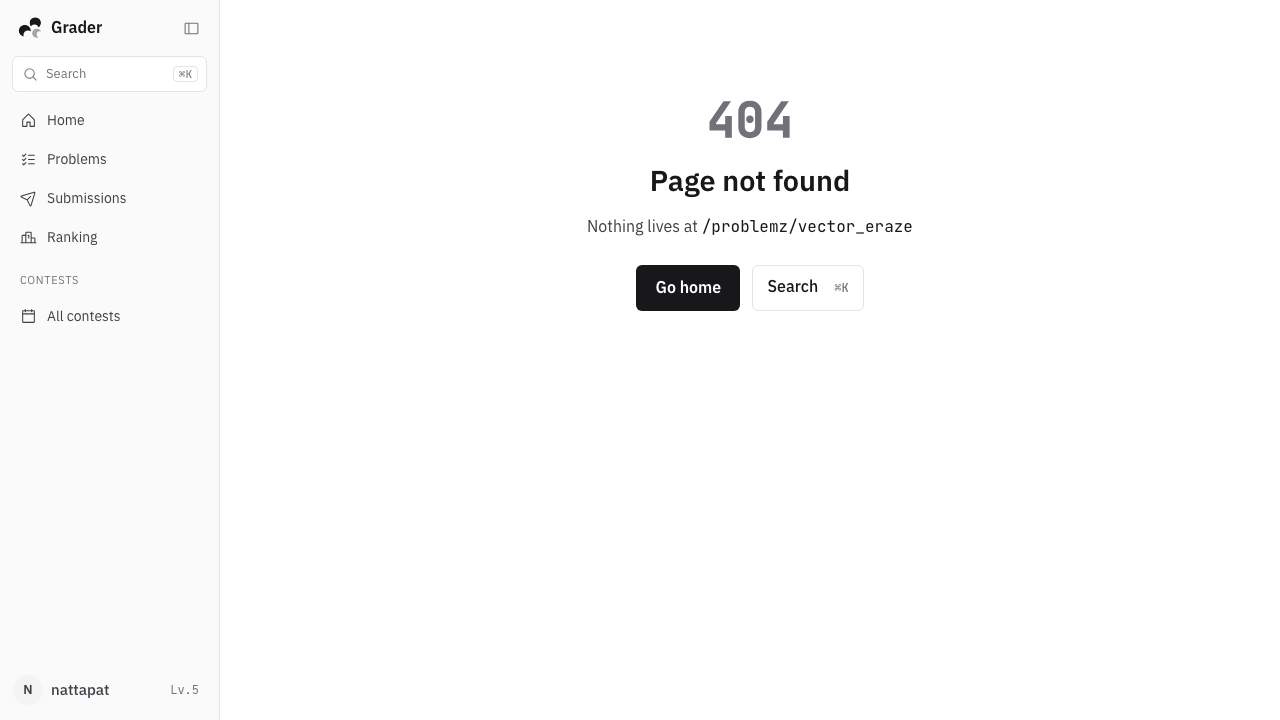 Grader
Search ⌘K
Home
Problems
Submissions
Ranking
CONTESTS
All contests
N nattapat Lv.5
404
Page not found
Nothing lives at /problemz/vector_eraze
Go home
Search ⌘K